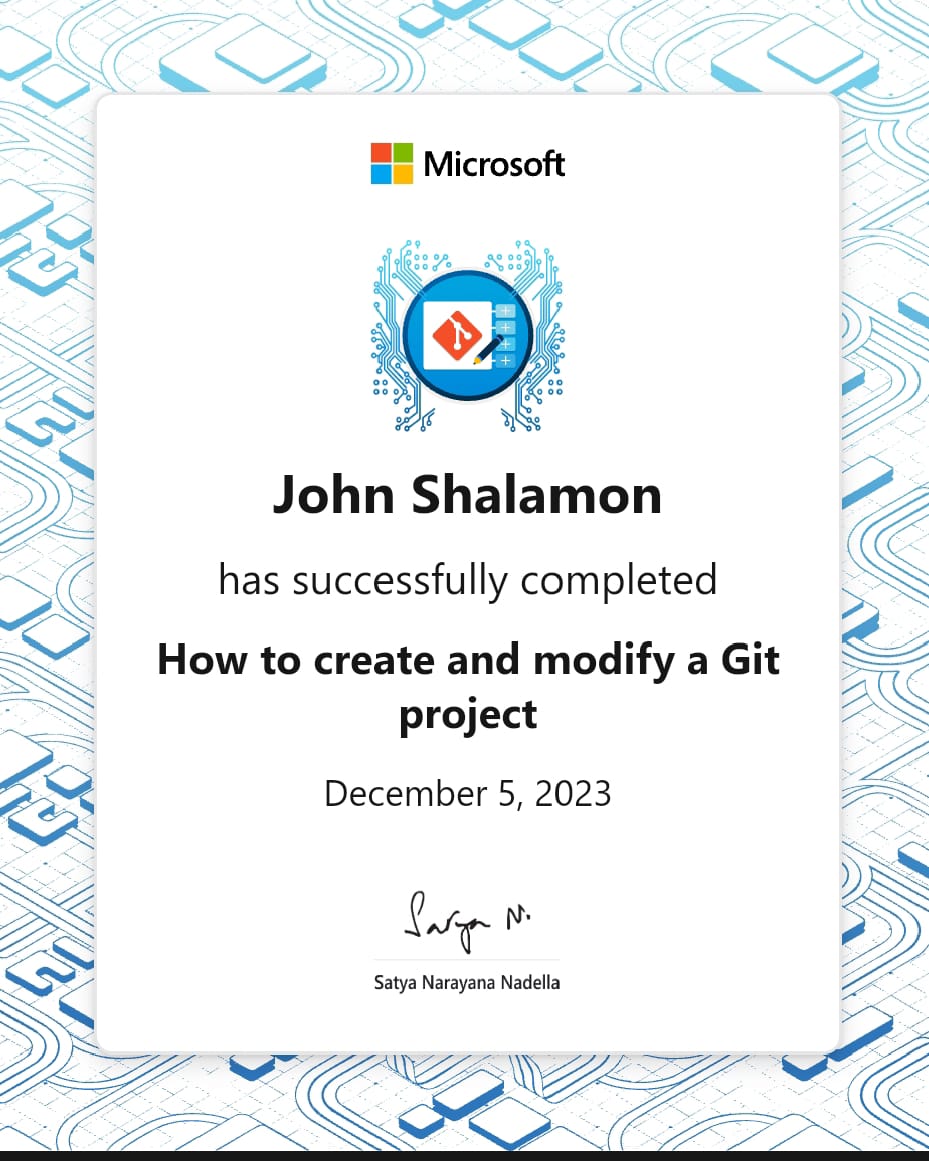 Microsoft
John Shalamon
has successfully completed
How to create and modify a Git
project
December 5, 2023
Satya N.
Satya Narayana Nadella